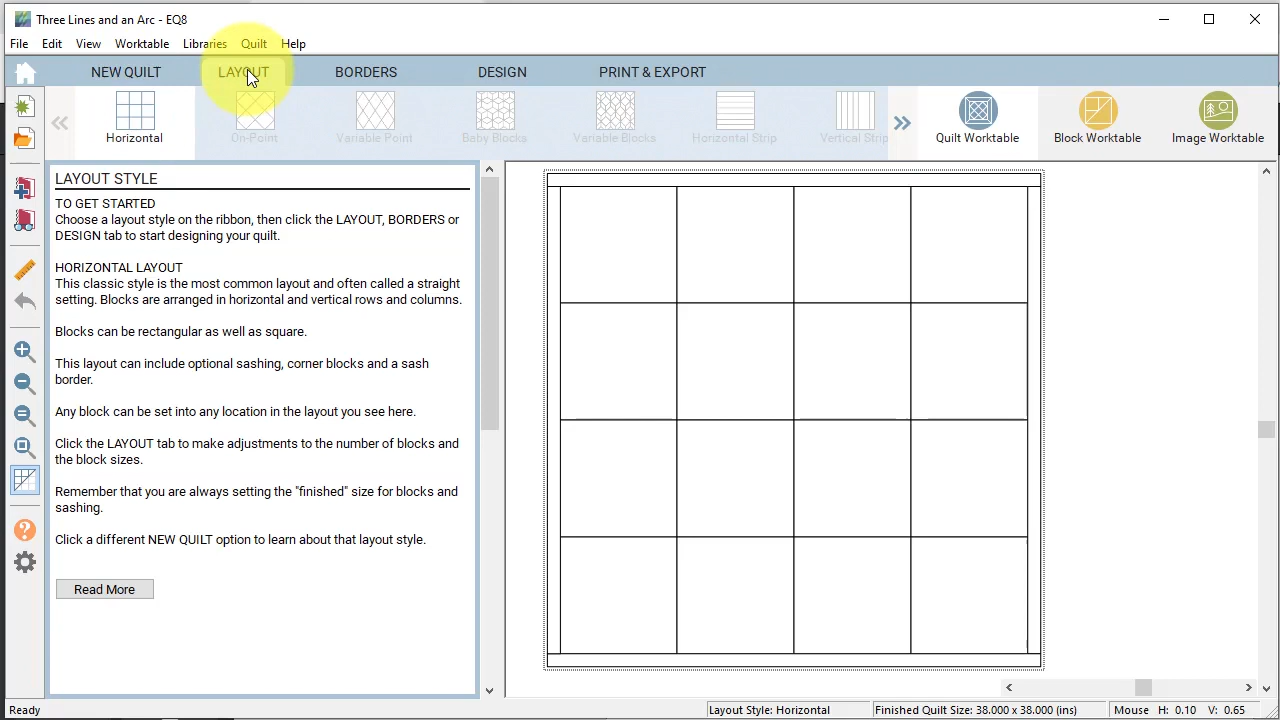 Three Lines and an Arc - EQ8
File Edit View Worktable Libraries Quilt Help
NEW QUILT LAYOUT BORDERS DESIGN PRINT & EXPORT
Horizontal On-Point Variable Point Baby Blocks Variable Blocks Horizontal Strip Vertical Strip Quilt Worktable Block Worktable Image Worktable
LAYOUT STYLE
TO GET STARTED
Choose a layout style on the ribbon, then click the LAYOUT, BORDERS or
DESIGN tab to start designing your quilt.
HORIZONTAL LAYOUT
This classic style is the most common layout and often called a straight
setting. Blocks are arranged in horizontal and vertical rows and columns.
Blocks can be rectangular as well as square.
This layout can include optional sashing, corner blocks and a sash
border.
Any block can be set into any location in the layout you see here.
Click the LAYOUT tab to make adjustments to the number of blocks and
the block sizes.
Remember that you are always setting the "finished" size for blocks and
sashing.
Click a different NEW QUILT option to learn about that layout style.
Read More
Ready Layout Style: Horizontal Finished Quilt Size: 38.000 x 38.000 (ins) Mouse H: 0.10 V: 0.65